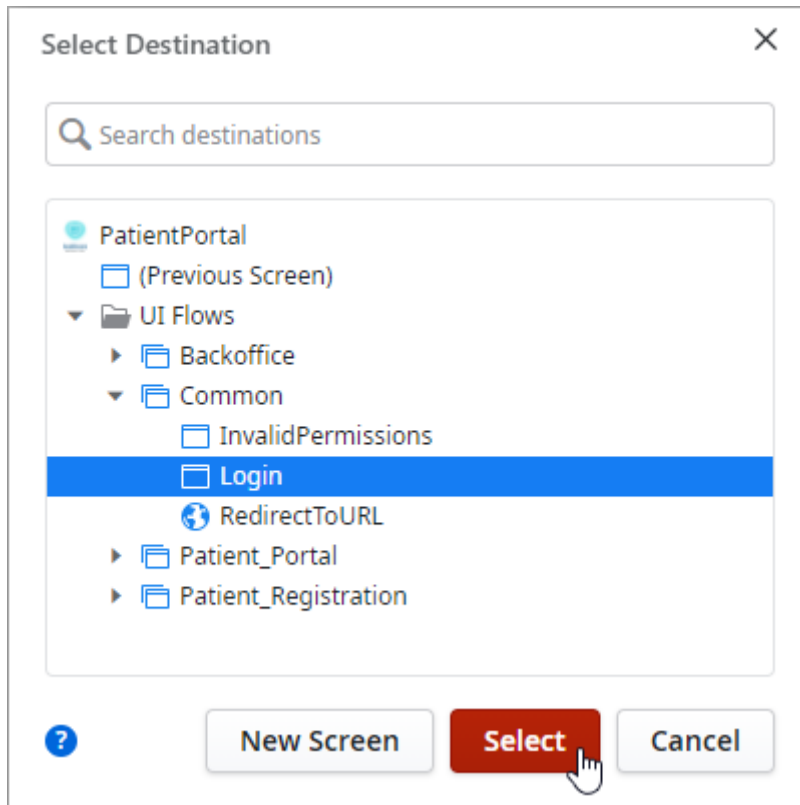 Select Destination
Search destinations
PatientPortal
(Previous Screen)
UI Flows
Backoffice
Common
InvalidPermissions
Login
RedirectToURL
Patient_Portal
Patient_Registration
? New Screen Select Cancel